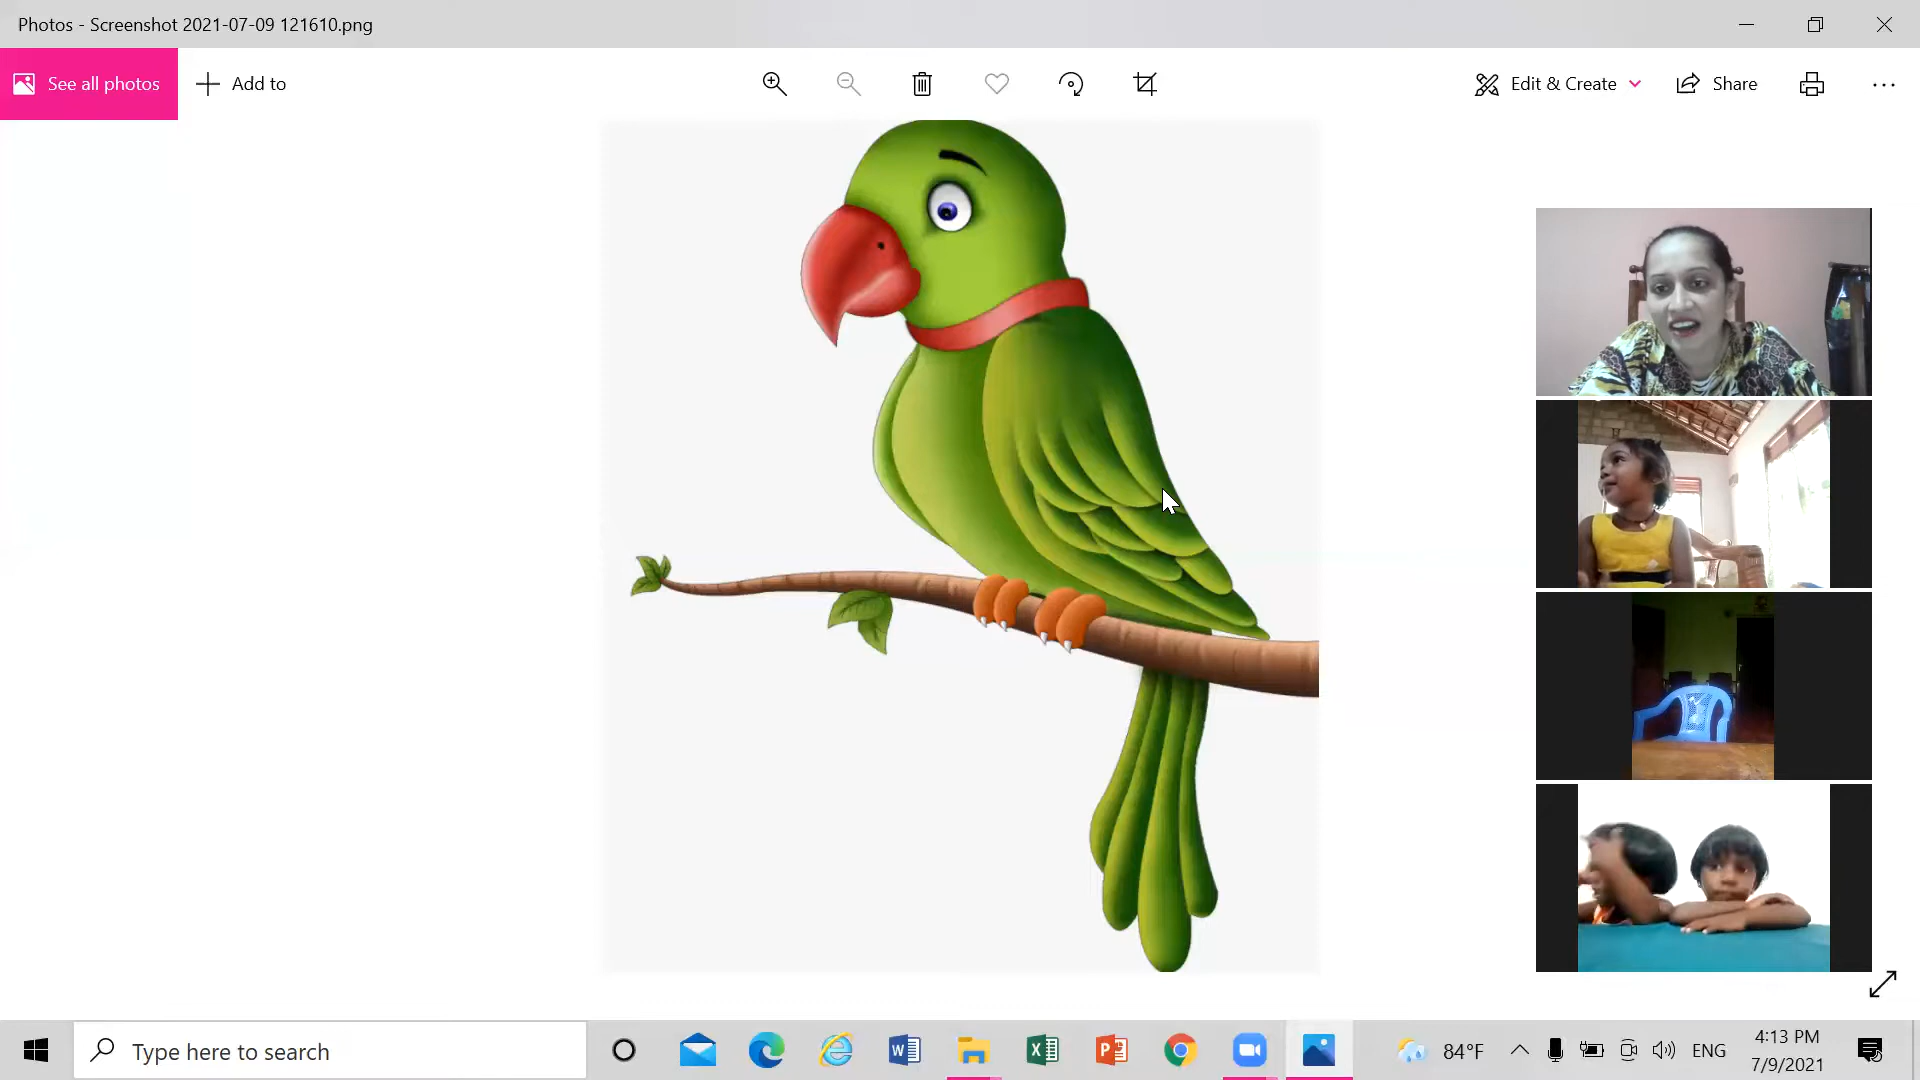 Photos - Screenshot 2021-07-09 121610.png
See all photos
Add to
Edit & Create
Share
Type here to search
84°F
ENG
4:13 PM
7/9/2021